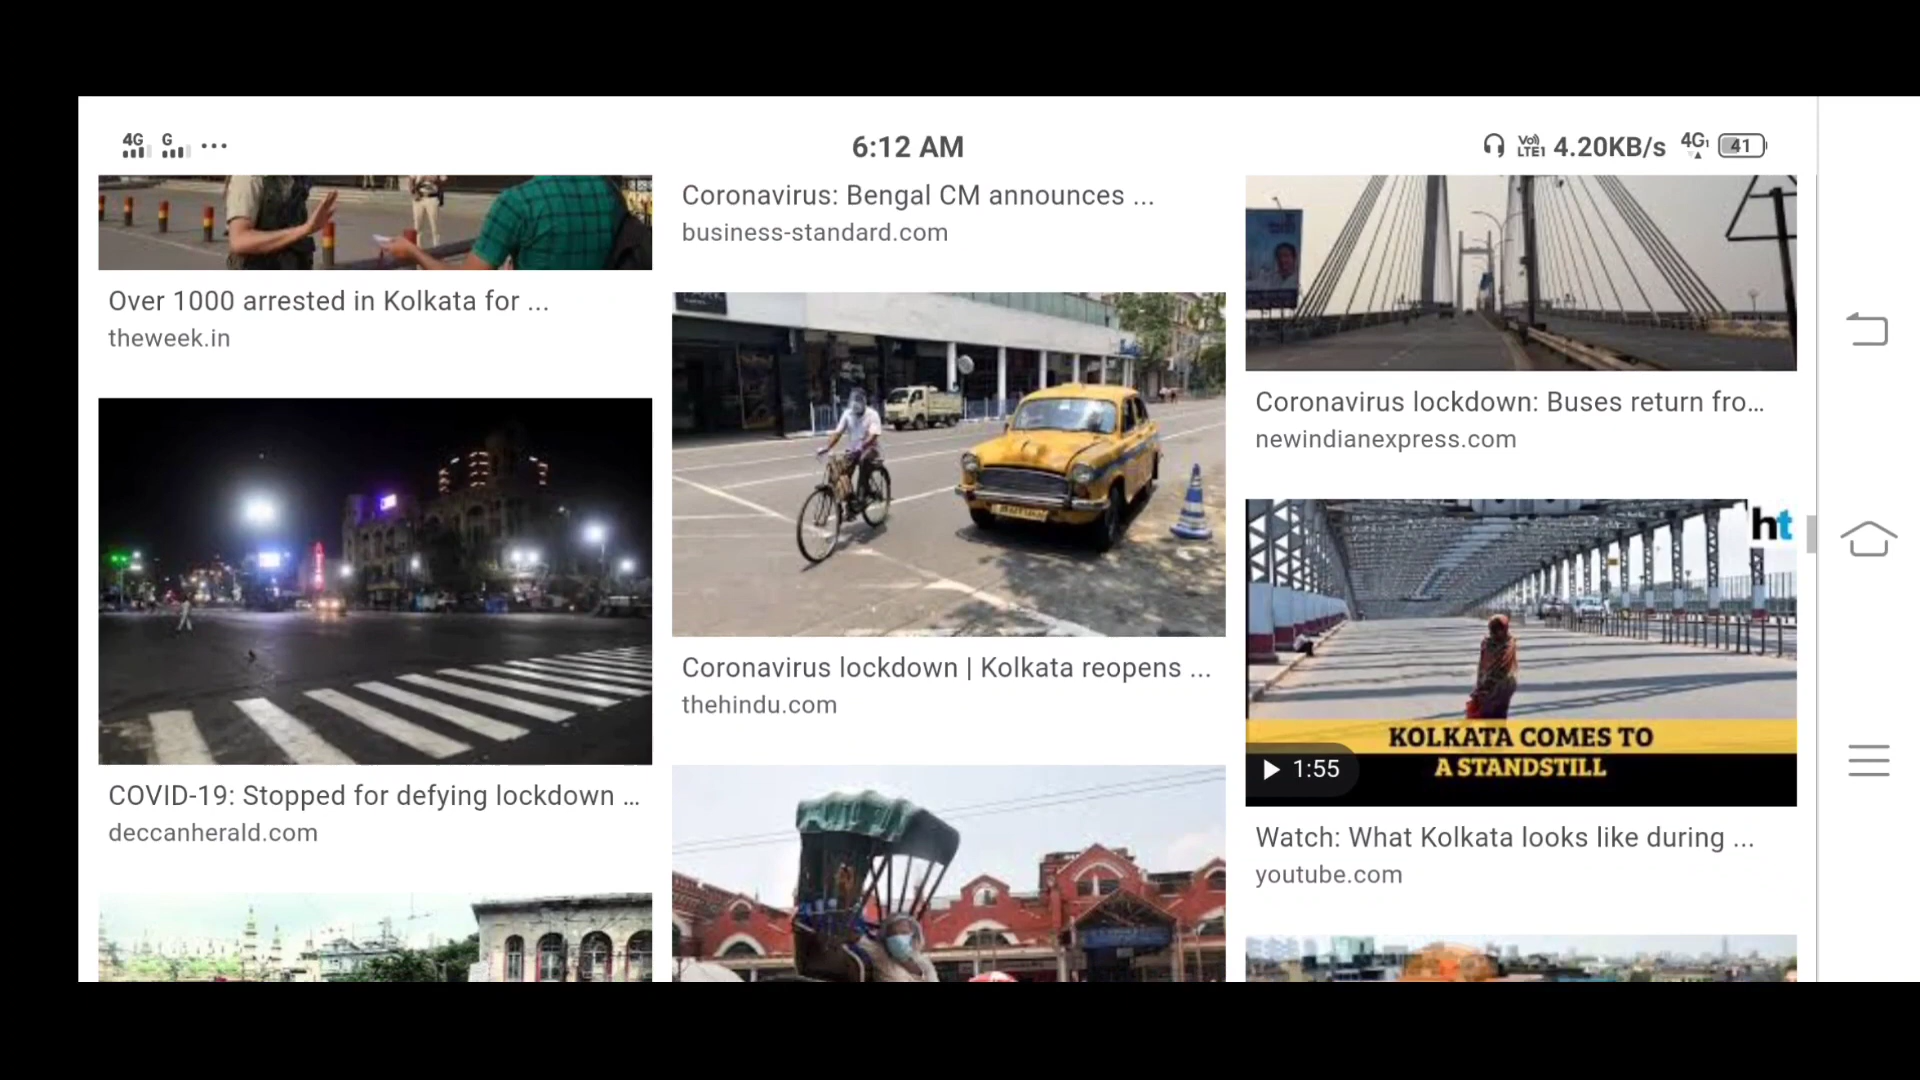 4G G ...
6:12 AM
Vo)) LTE1 4.20KB/s 4G1 41
Over 1000 arrested in Kolkata for ...
theweek.in
COVID-19: Stopped for defying lockdown ...
deccanherald.com
Coronavirus: Bengal CM announces ...
business-standard.com
Coronavirus lockdown | Kolkata reopens ...
thehindu.com
Coronavirus lockdown: Buses return fro...
newindianexpress.com
ht
KOLKATA COMES TO
A STANDSTILL
1:55
Watch: What Kolkata looks like during ...
youtube.com